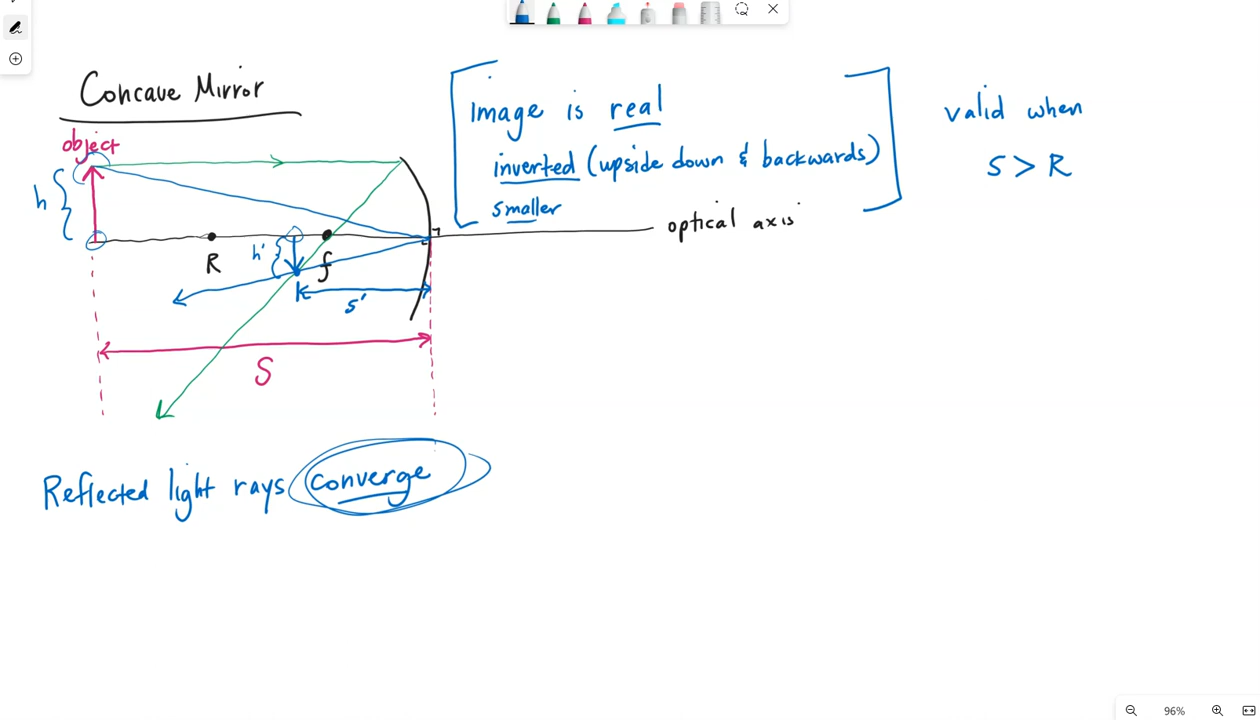 Concave Mirror
object
h
R
h'
f
s'
S
Image is real
inverted (upside down & backwards)
smaller
valid when
S > R
optical axis
Reflected light rays converge
96%